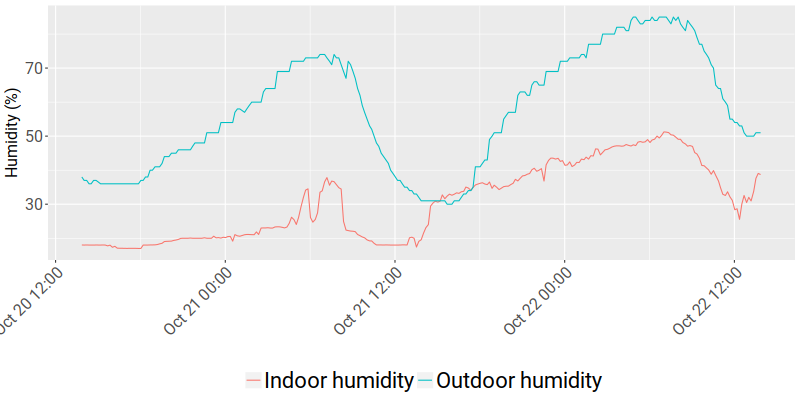 Humidity (%)
70
50
30
Oct 20 12:00
Oct 21 00:00
Oct 21 12:00
Oct 22 00:00
Oct 22 12:00
Indoor humidity Outdoor humidity